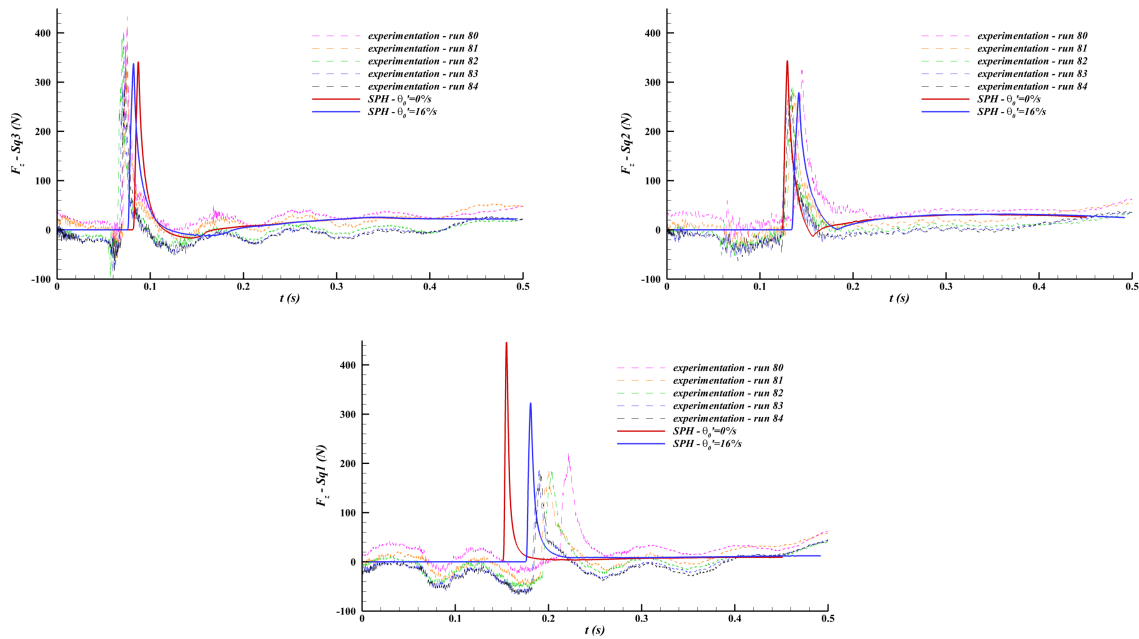 F_z - Sq3 (N)
400
300
200
100
0
-100
0
0.1
0.2
0.3
0.4
0.5
t (s)
experimentation - run 80
experimentation - run 81
experimentation - run 82
experimentation - run 83
experimentation - run 84
SPH - θ₀'=0°/s
SPH - θ₀'=16°/s
F_z - Sq2 (N)
400
300
200
100
0
-100
0
0.1
0.2
0.3
0.4
0.5
t (s)
experimentation - run 80
experimentation - run 81
experimentation - run 82
experimentation - run 83
experimentation - run 84
SPH - θ₀'=0°/s
SPH - θ₀'=16°/s
F_z - Sq1 (N)
400
300
200
100
0
-100
0
0.1
0.2
0.3
0.4
0.5
t (s)
experimentation - run 80
experimentation - run 81
experimentation - run 82
experimentation - run 83
experimentation - run 84
SPH - θ₀'=0°/s
SPH - θ₀'=16°/s